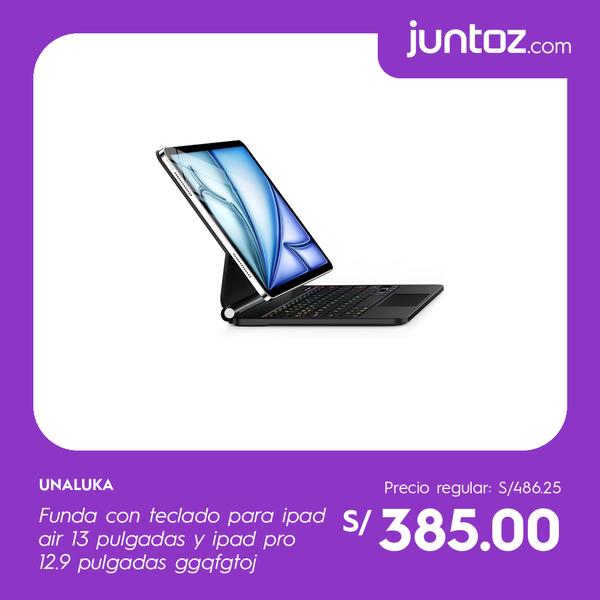 juntoz.com
UNALUKA
Funda con teclado para ipad
air 13 pulgadas y ipad pro
12.9 pulgadas ggqfgtoj
Precio regular: S/486.25
S/ 385.00